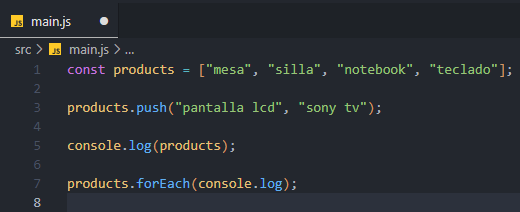 JS main.js
src > JS main.js > ...
1 const products = ["mesa", "silla", "notebook", "teclado"];
2
3 products.push("pantalla lcd", "sony tv");
4
5 console.log(products);
6
7 products.forEach(console.log);
8